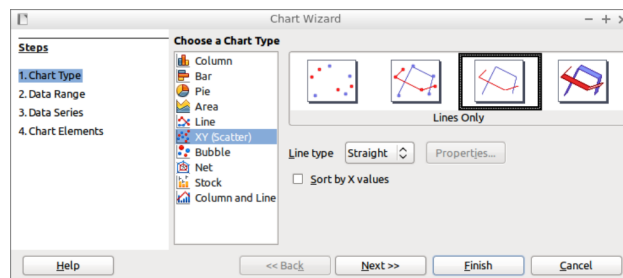 Chart Wizard
Steps
1. Chart Type
2. Data Range
3. Data Series
4. Chart Elements
Choose a Chart Type
Column
Bar
Pie
Area
Line
XY (Scatter)
Bubble
Net
Stock
Column and Line
Lines Only
Line type Straight Properties...
Sort by X values
Help << Back Next >> Finish Cancel